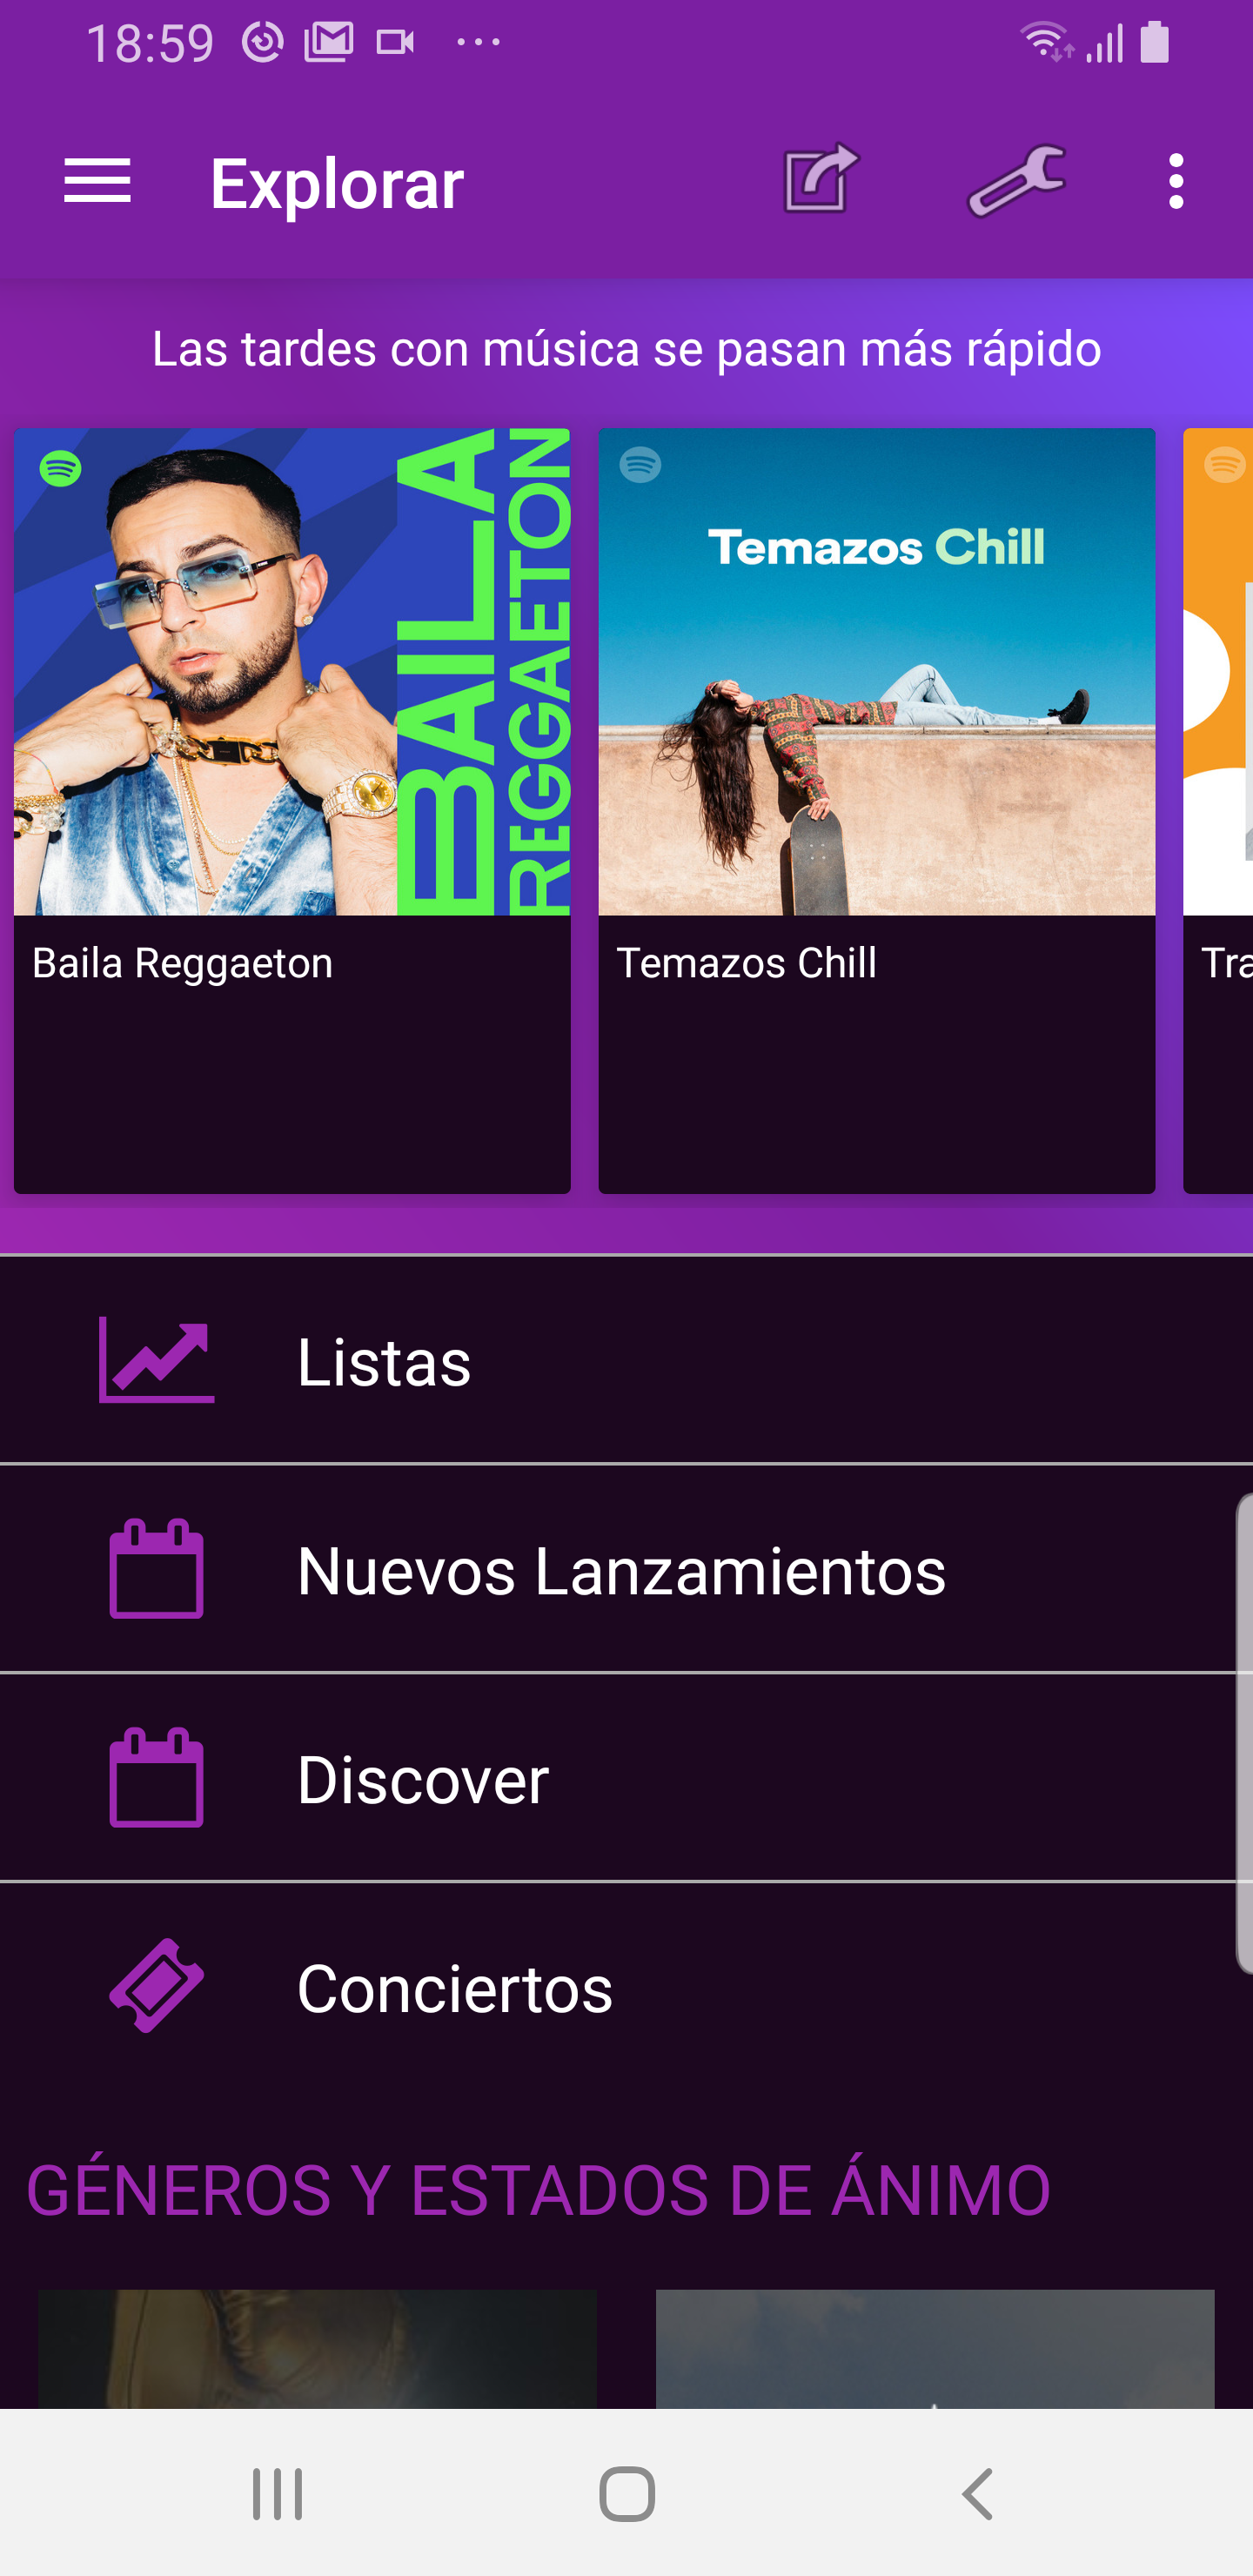 18:59
Explorar
Las tardes con música se pasan más rápido
BAILA
REGGAETON
Temazos Chill
Baila Reggaeton
Temazos Chill
Tra
Listas
Nuevos Lanzamientos
Discover
Conciertos
GÉNEROS Y ESTADOS DE ÁNIMO